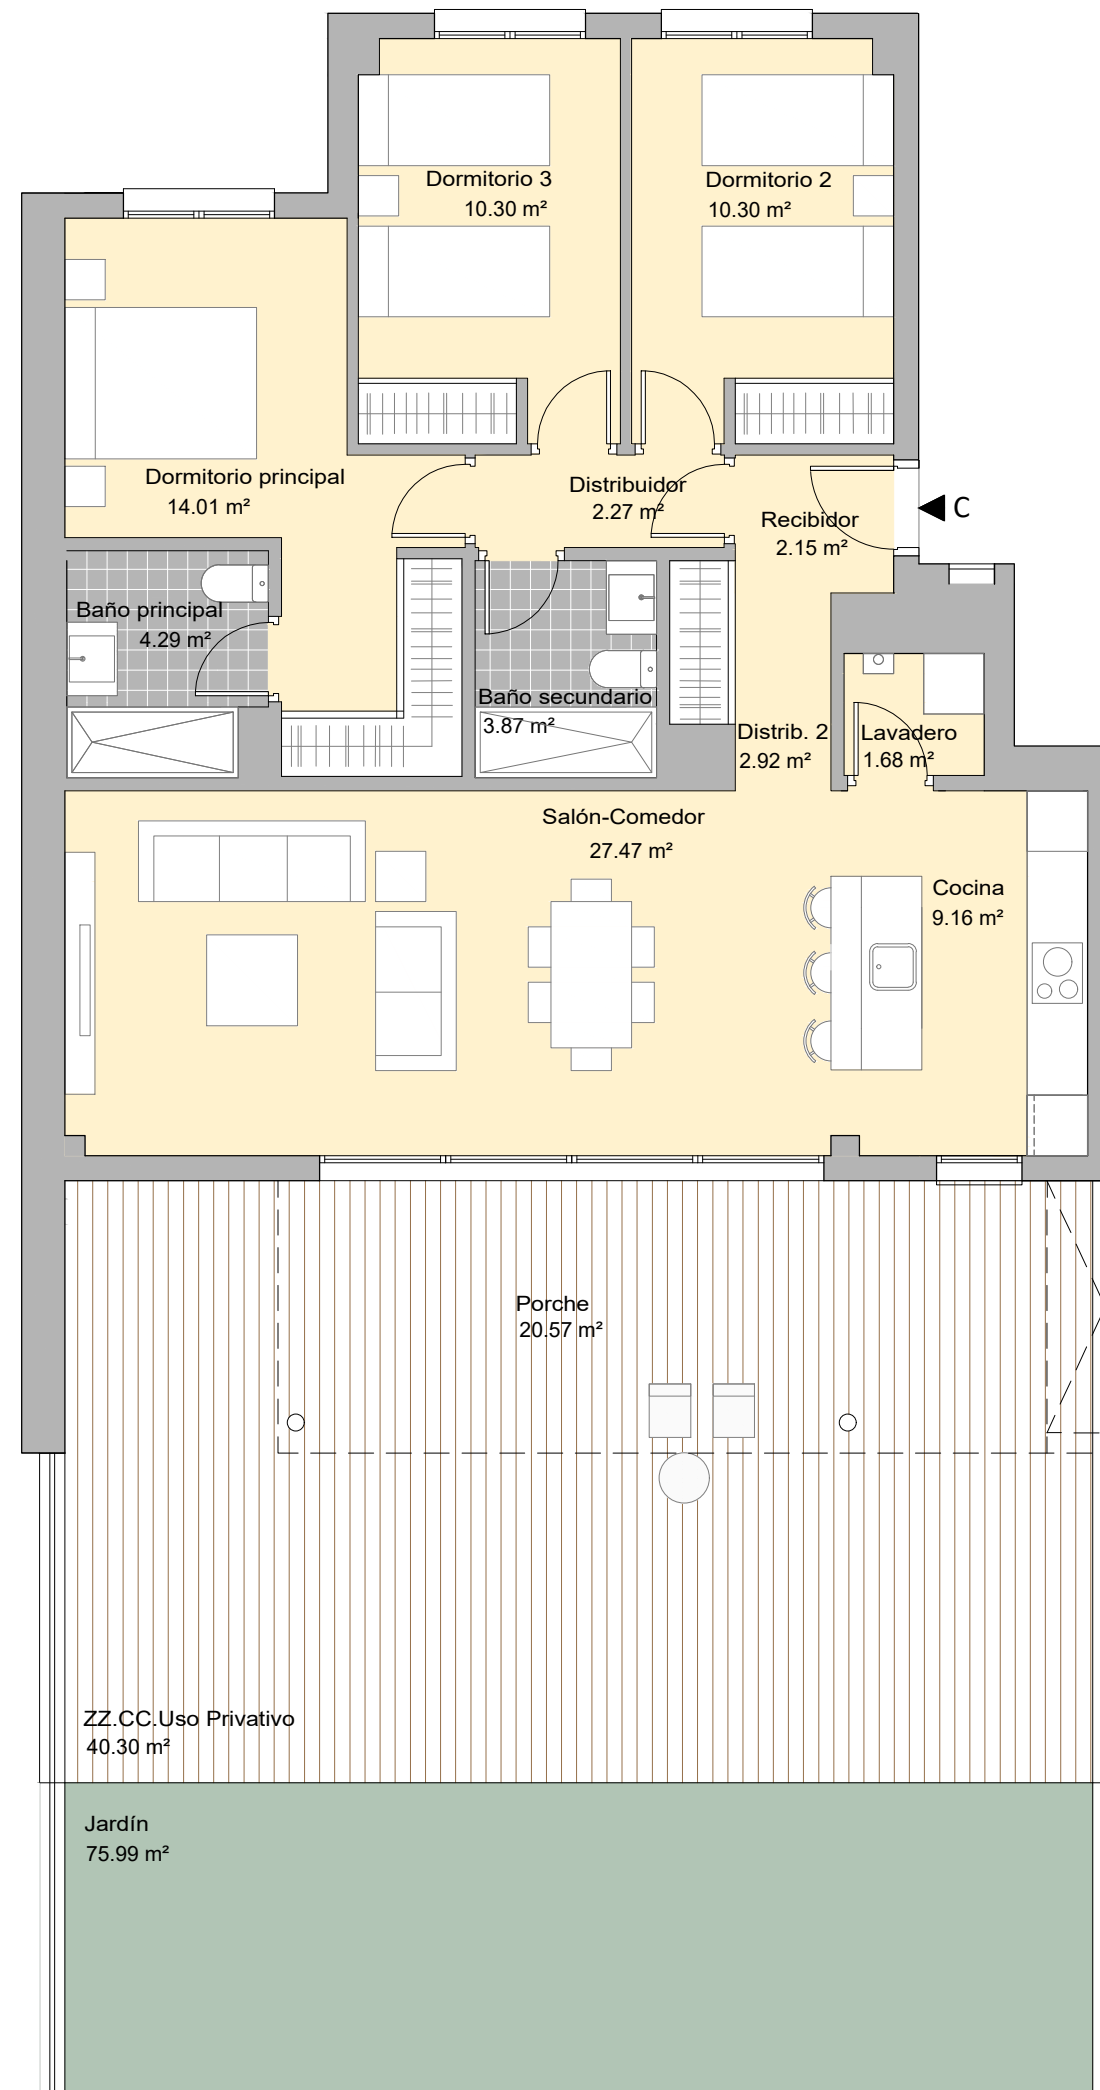 Dormitorio 3
10.30 m²
Dormitorio 2
10.30 m²
Dormitorio principal
14.01 m²
Distribuidor
2.27 m²
Recibidor
2.15 m²
C
Baño principal
4.29 m²
Baño secundario
3.87 m²
Distrib. 2
2.92 m²
Lavadero
1.68 m²
Salón-Comedor
27.47 m²
Cocina
9.16 m²
Porche
20.57 m²
ZZ.CC.Uso Privativo
40.30 m²
Jardín
75.99 m²